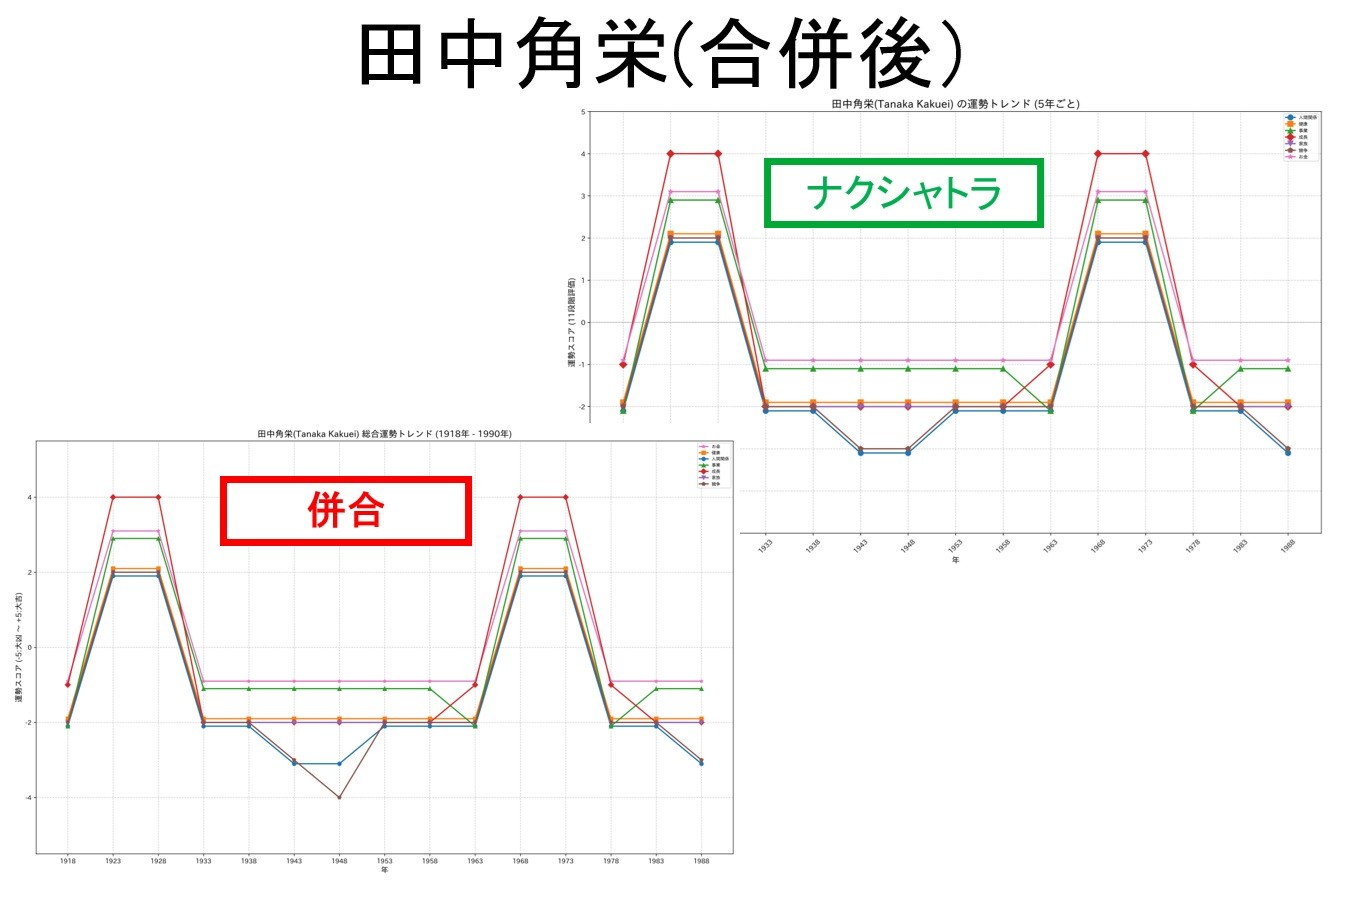 田中角栄(合併後)
田中角栄(Tanaka Kakuei) の運勢トレンド (5年ごと)
ナクシャトラ
人間関係
健康
事業
成長
家族
競争
お金
運勢スコア (11段階評価)
5
4
3
2
1
0
-1
-2
1933 1938 1943 1948 1953 1958 1963 1968 1973 1978 1983 1988
年
田中角栄(Tanaka Kakuei) 総合運勢トレンド (1918年 - 1990年)
併合
お金
健康
人間関係
事業
成長
家族
競争
運勢スコア (-5:大凶 ～ +5:大吉)
4
2
0
-2
-4
1918 1923 1928 1933 1938 1943 1948 1953 1958 1963 1968 1973 1978 1983 1988
年